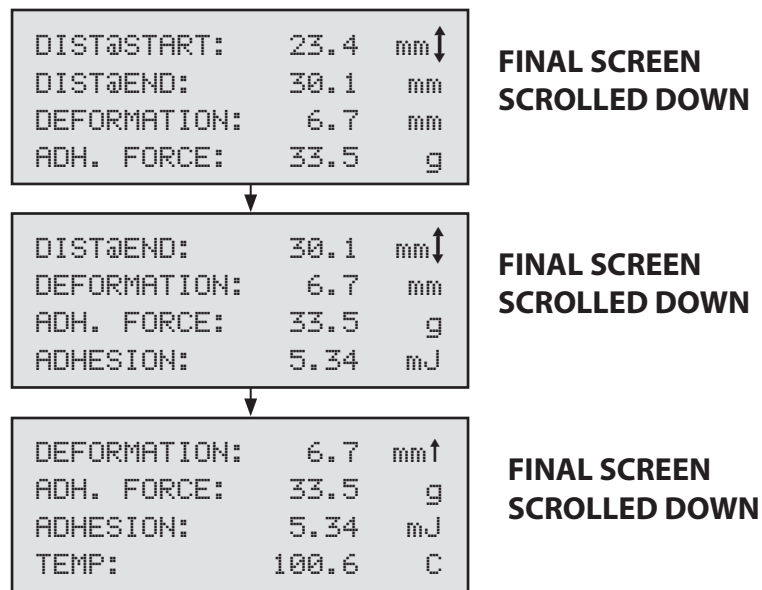 DIST@START: 23.4 mm↕
DIST@END: 30.1 mm
DEFORMATION: 6.7 mm
ADH. FORCE: 33.5 g
FINAL SCREEN
SCROLLED DOWN
DIST@END: 30.1 mm↕
DEFORMATION: 6.7 mm
ADH. FORCE: 33.5 g
ADHESION: 5.34 mJ
FINAL SCREEN
SCROLLED DOWN
DEFORMATION: 6.7 mm↑
ADH. FORCE: 33.5 g
ADHESION: 5.34 mJ
TEMP: 100.6 C
FINAL SCREEN
SCROLLED DOWN